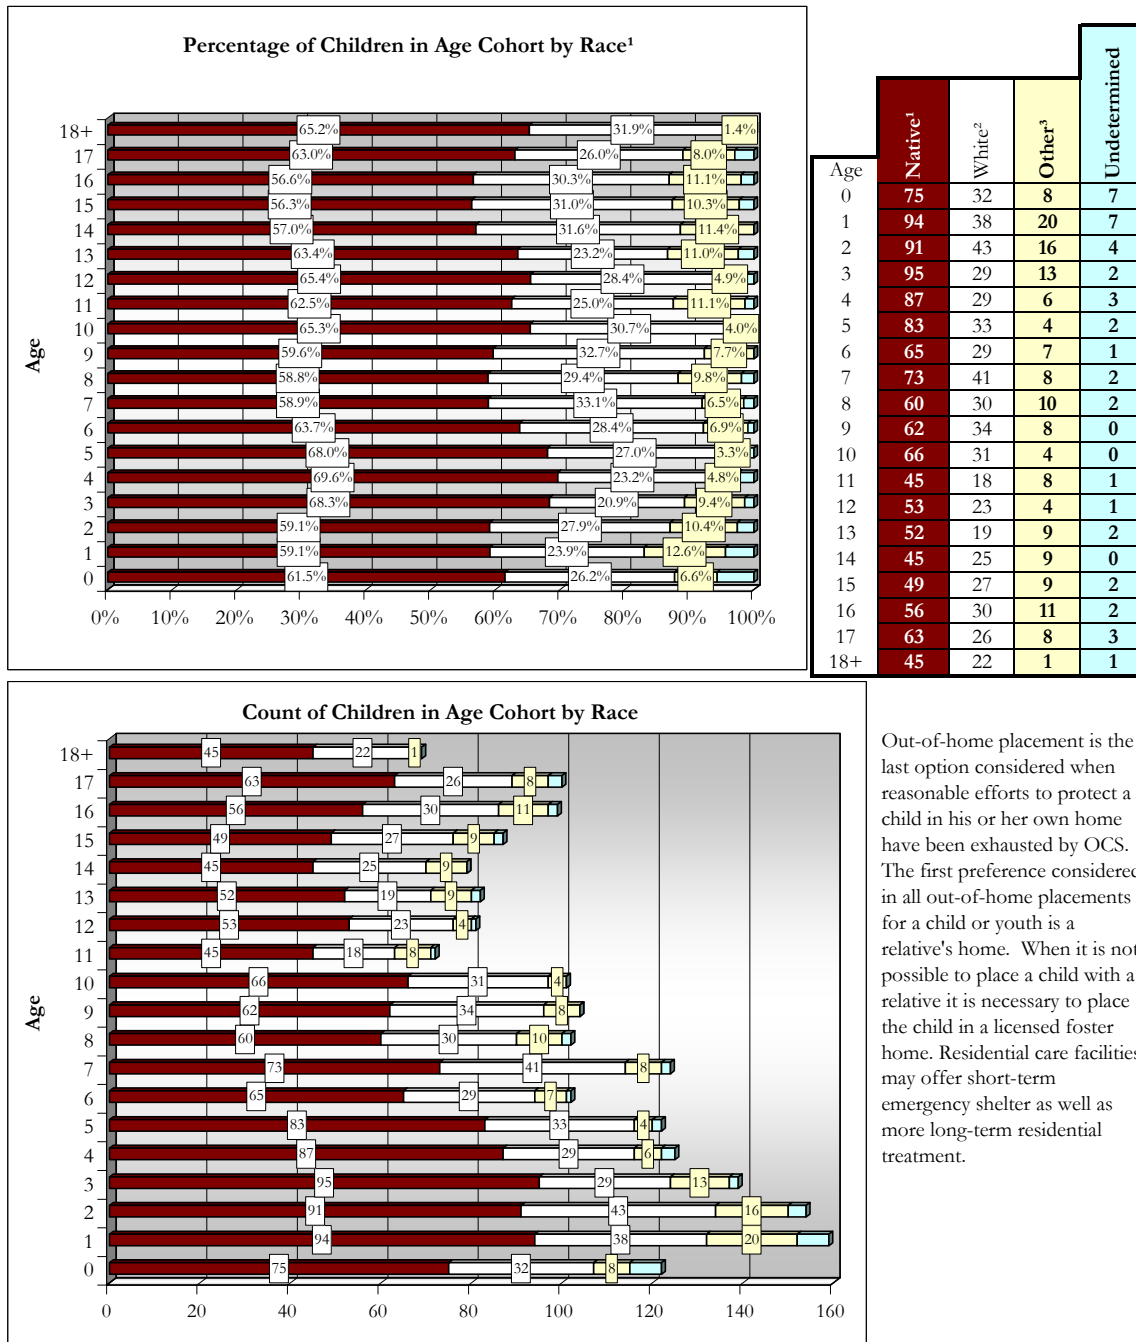 Percentage of Children in Age Cohort by Race¹
Age
18+ 65.2% 31.9% 1.4%
17 63.0% 26.0% 8.0%
16 56.6% 30.3% 11.1%
15 56.3% 31.0% 10.3%
14 57.0% 31.6% 11.4%
13 63.4% 23.2% 11.0%
12 65.4% 28.4% 4.9%
11 62.5% 25.0% 11.1%
10 65.3% 30.7% 4.0%
9 59.6% 32.7% 7.7%
8 58.8% 29.4% 9.8%
7 58.9% 33.1% 6.5%
6 63.7% 28.4% 6.9%
5 68.0% 27.0% 3.3%
4 69.6% 23.2% 4.8%
3 68.3% 20.9% 9.4%
2 59.1% 27.9% 10.4%
1 59.1% 23.9% 12.6%
0 61.5% 26.2% 6.6%
0% 10% 20% 30% 40% 50% 60% 70% 80% 90% 100%
Age Native¹ White² Other³ Undetermined
0 75 32 8 7
1 94 38 20 7
2 91 43 16 4
3 95 29 13 2
4 87 29 6 3
5 83 33 4 2
6 65 29 7 1
7 73 41 8 2
8 60 30 10 2
9 62 34 8 0
10 66 31 4 0
11 45 18 8 1
12 53 23 4 1
13 52 19 9 2
14 45 25 9 0
15 49 27 9 2
16 56 30 11 2
17 63 26 8 3
18+ 45 22 1 1
Count of Children in Age Cohort by Race
Age
18+ 45 22 1
17 63 26 8
16 56 30 11
15 49 27 9
14 45 25 9
13 52 19 9
12 53 23 4
11 45 18 8
10 66 31 4
9 62 34 8
8 60 30 10
7 73 41 8
6 65 29 7
5 83 33 4
4 87 29 6
3 95 29 13
2 91 43 16
1 94 38 20
0 75 32 8
0 20 40 60 80 100 120 140 160
Out-of-home placement is the
last option considered when
reasonable efforts to protect a
child in his or her own home
have been exhausted by OCS.
The first preference considered
in all out-of-home placements
for a child or youth is a
relative's home. When it is not
possible to place a child with a
relative it is necessary to place
the child in a licensed foster
home. Residential care facilities
may offer short-term
emergency shelter as well as
more long-term residential
treatment.